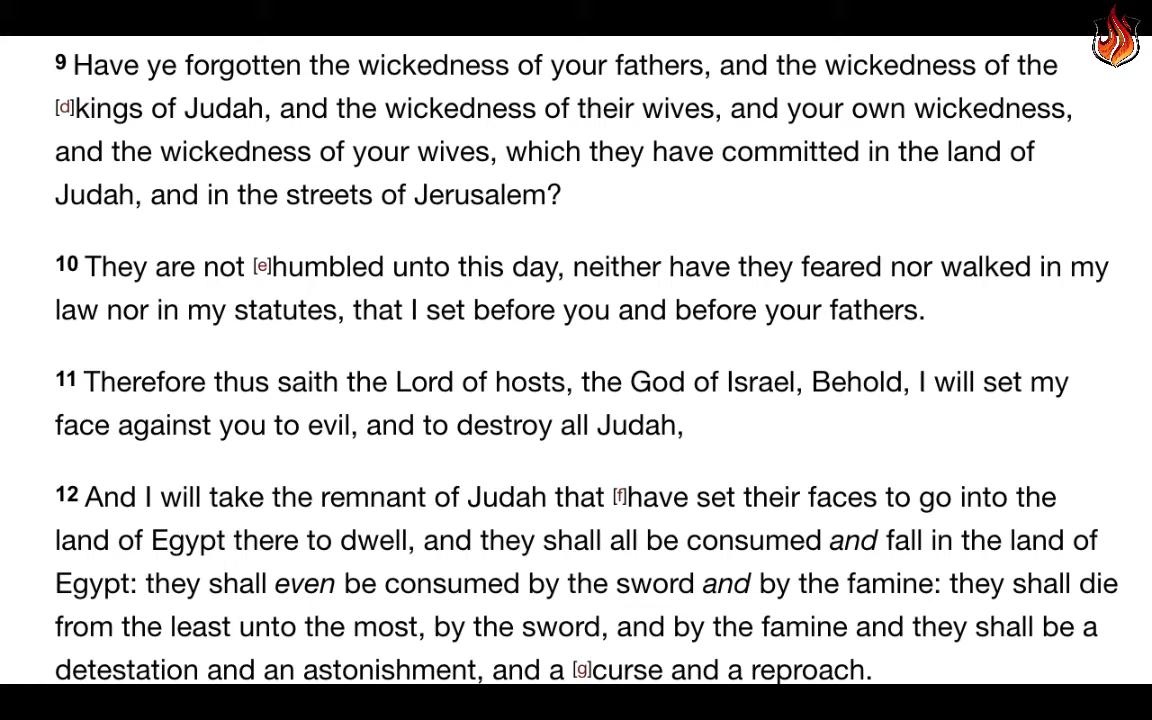 9 Have ye forgotten the wickedness of your fathers, and the wickedness of the
[d]kings of Judah, and the wickedness of their wives, and your own wickedness,
and the wickedness of your wives, which they have committed in the land of
Judah, and in the streets of Jerusalem?
10 They are not [e]humbled unto this day, neither have they feared nor walked in my
law nor in my statutes, that I set before you and before your fathers.
11 Therefore thus saith the Lord of hosts, the God of Israel, Behold, I will set my
face against you to evil, and to destroy all Judah,
12 And I will take the remnant of Judah that [f]have set their faces to go into the
land of Egypt there to dwell, and they shall all be consumed and fall in the land of
Egypt: they shall even be consumed by the sword and by the famine: they shall die
from the least unto the most, by the sword, and by the famine and they shall be a
detestation and an astonishment, and a [g]curse and a reproach.